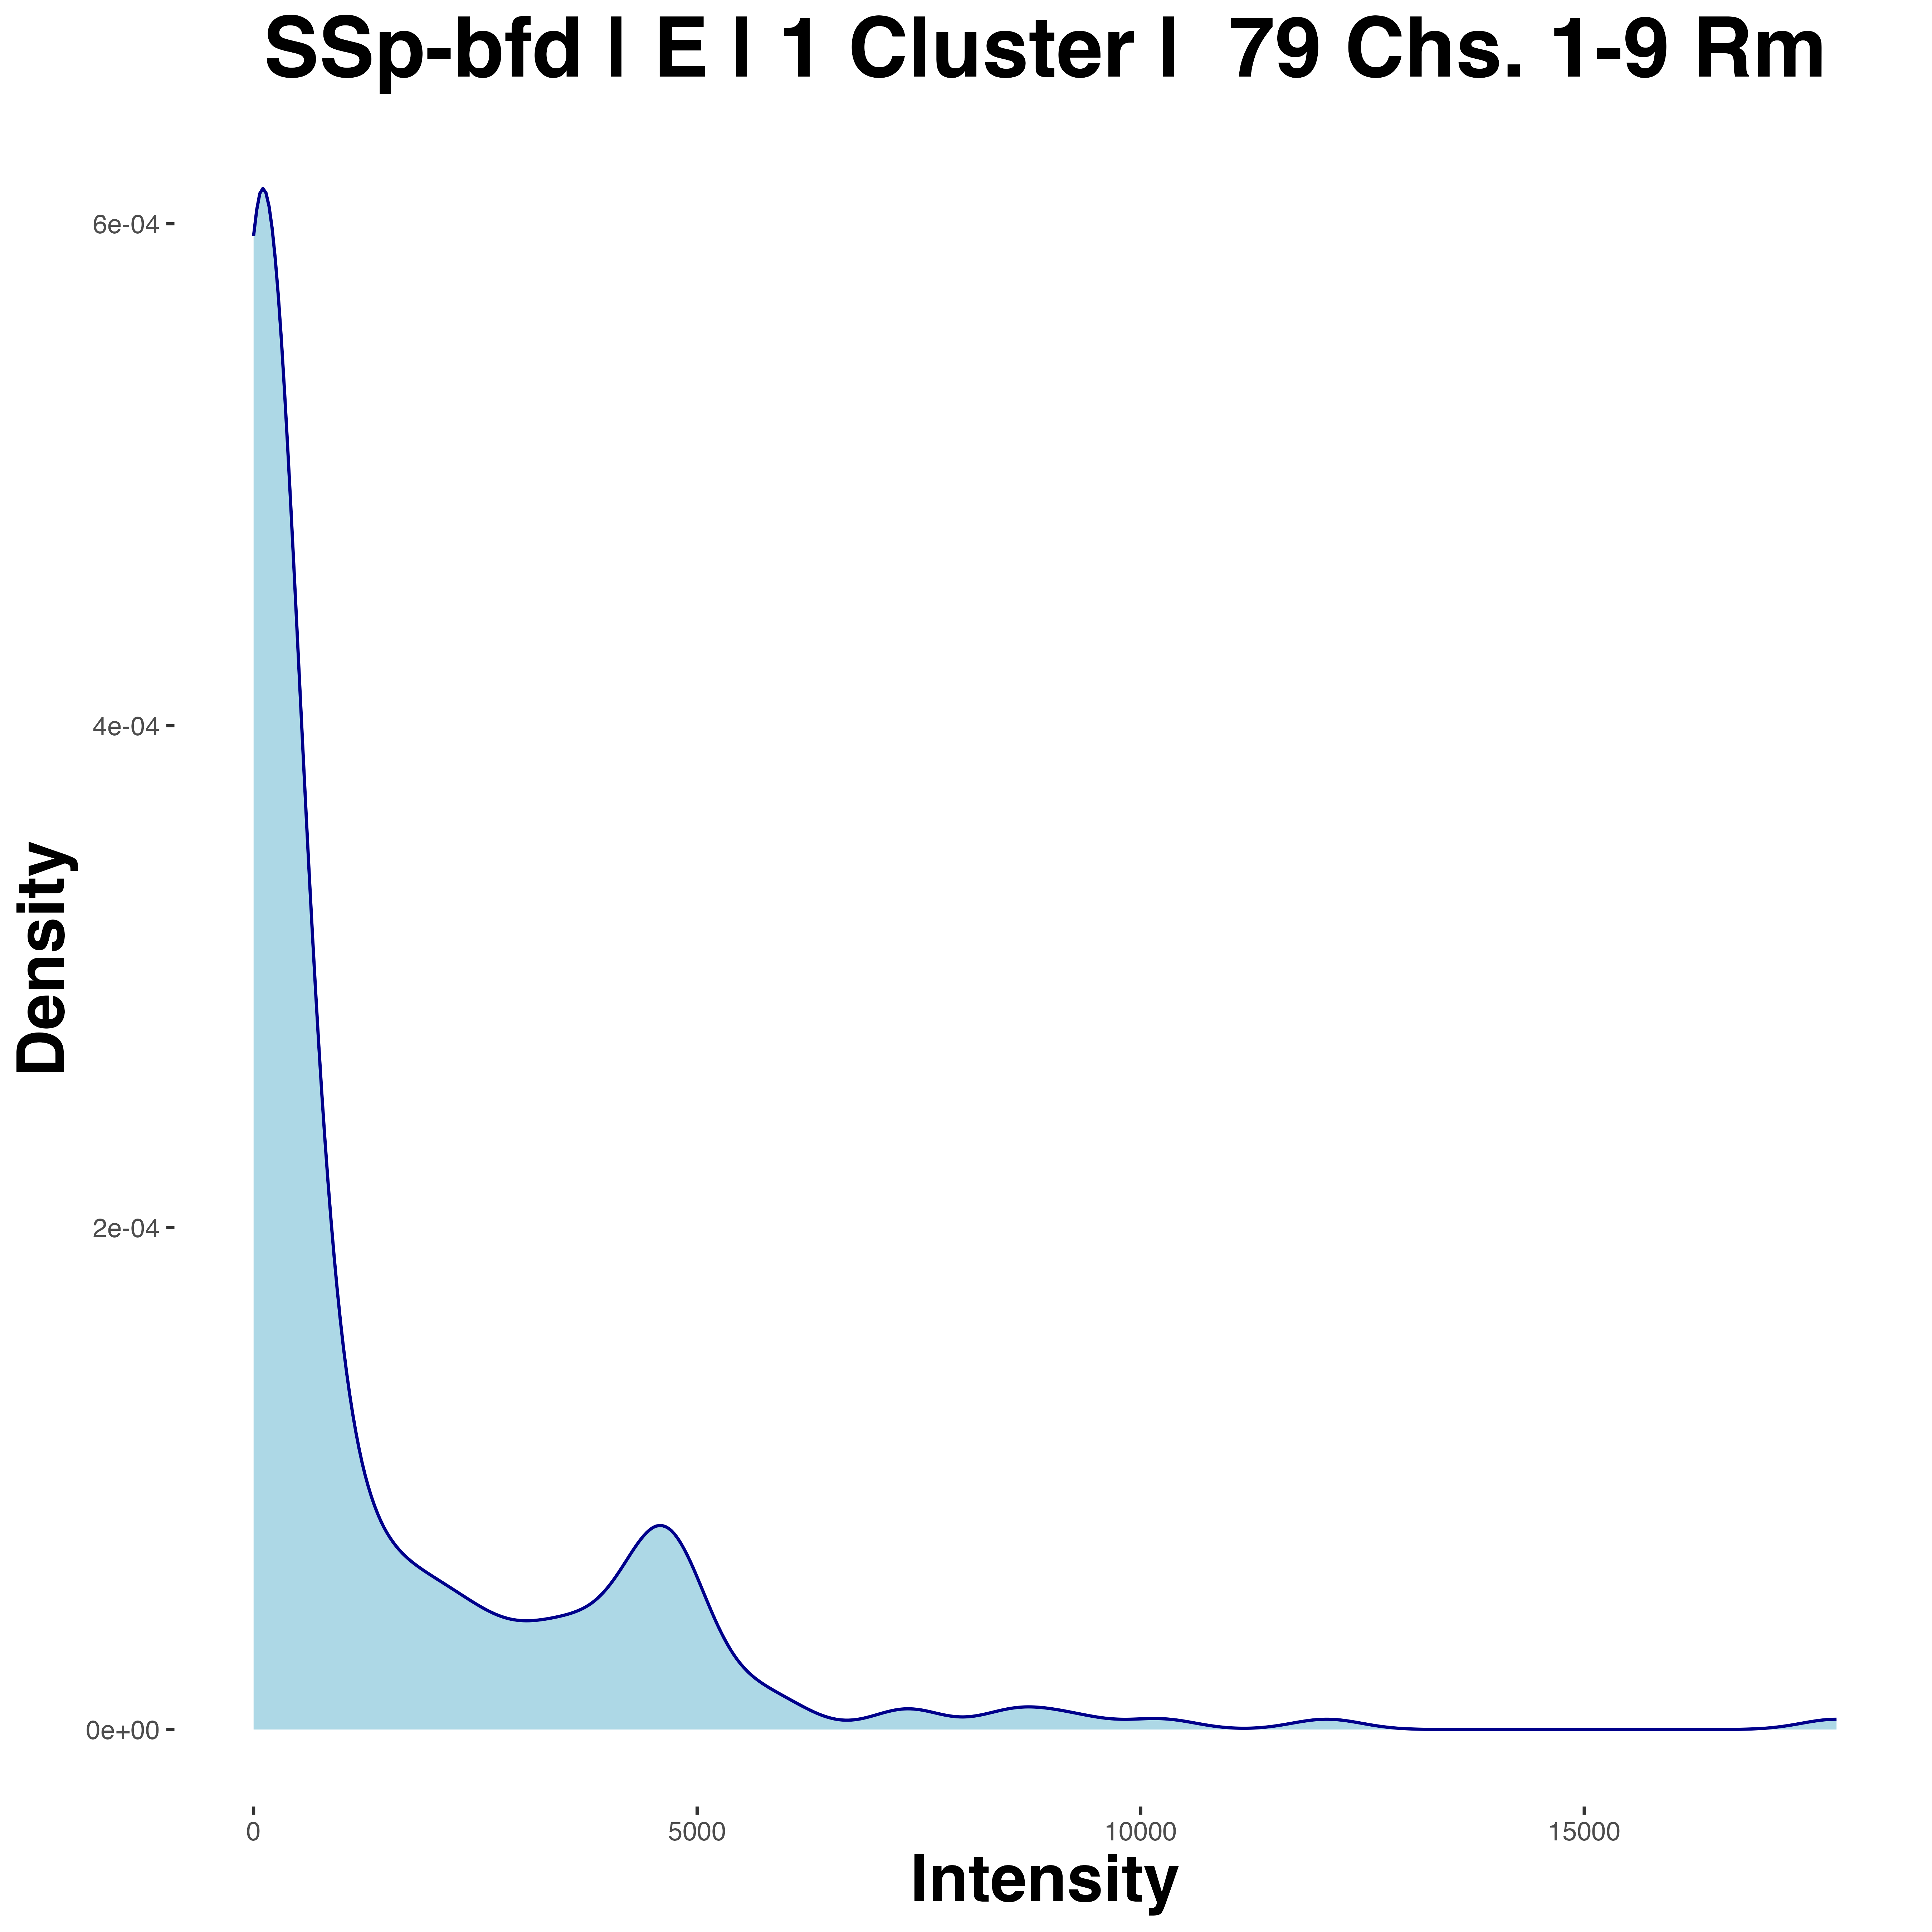 SSp-bfd | E | 1 Cluster |  79 Chs. 1-9 Rm
6e-04
4e-04
2e-04
0e+00
Density
0
5000
10000
15000
Intensity